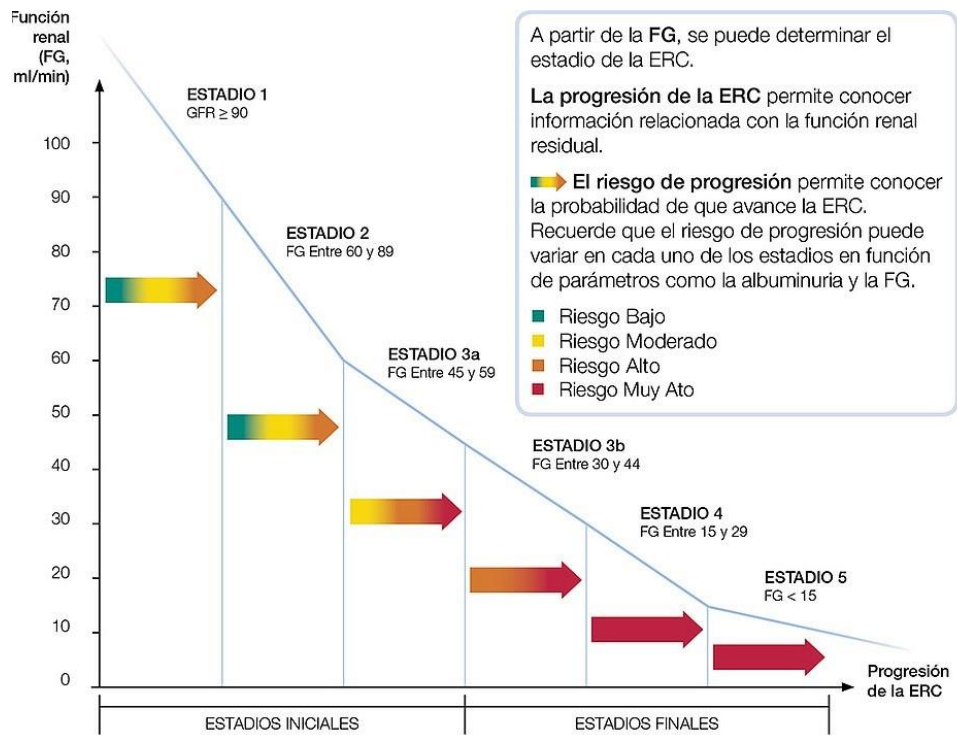 Función
renal
(FG,
ml/min)
100
90
80
70
60
50
40
30
20
10
0
ESTADIO 1
GFR ≥ 90
ESTADIO 2
FG Entre 60 y 89
ESTADIO 3a
FG Entre 45 y 59
ESTADIO 3b
FG Entre 30 y 44
ESTADIO 4
FG Entre 15 y 29
ESTADIO 5
FG < 15
A partir de la FG, se puede determinar el
estadio de la ERC.
La progresión de la ERC permite conocer
información relacionada con la función renal
residual.
El riesgo de progresión permite conocer
la probabilidad de que avance la ERC.
Recuerde que el riesgo de progresión puede
variar en cada uno de los estadios en función
de parámetros como la albuminuria y la FG.
Riesgo Bajo
Riesgo Moderado
Riesgo Alto
Riesgo Muy Ato
Progresión
de la ERC
ESTADIOS INICIALES
ESTADIOS FINALES